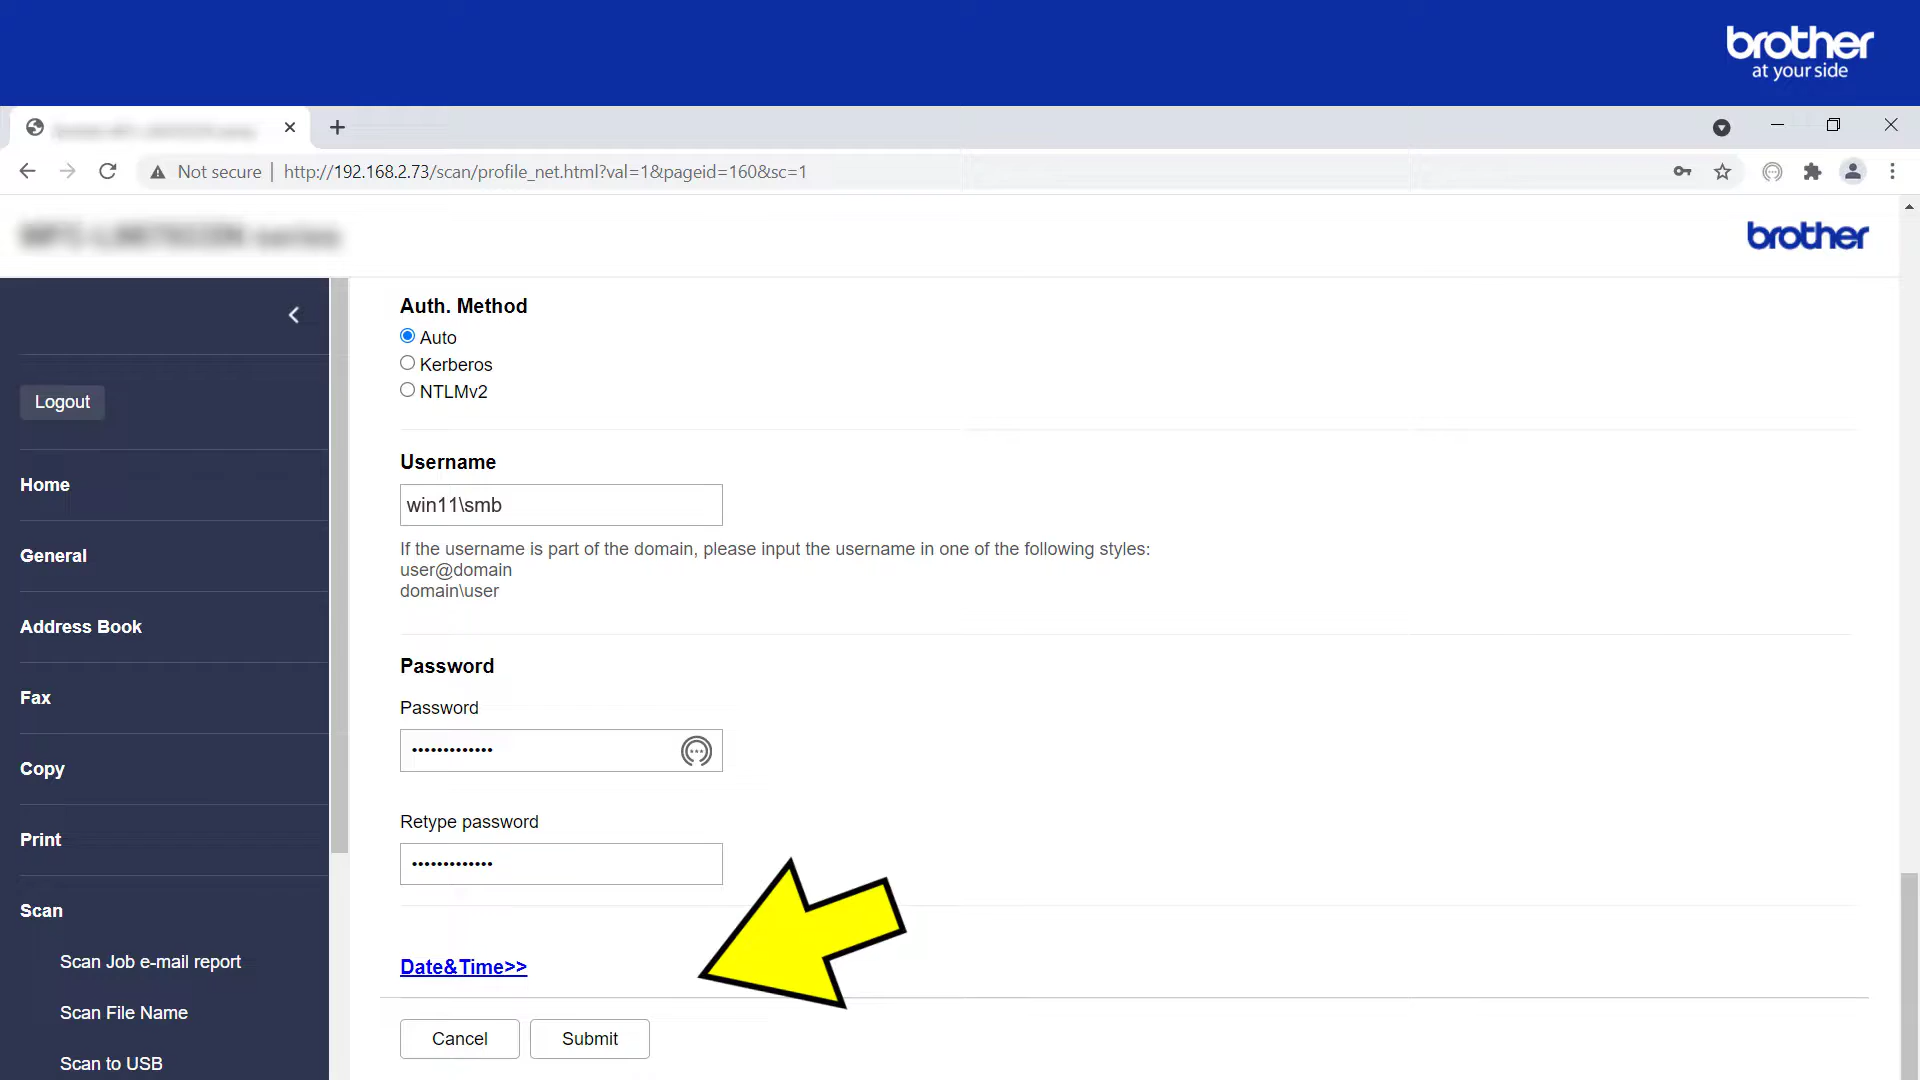 brother
at your side
Not secure | http://192.168.2.73/scan/profile_net.html?val=1&pageid=160&sc=1
brother
Logout
Home
General
Address Book
Fax
Copy
Print
Scan
Scan Job e-mail report
Scan File Name
Scan to USB
Auth. Method
Auto
Kerberos
NTLMv2
Username
win11\smb
If the username is part of the domain, please input the username in one of the following styles:
user@domain
domain\user
Password
Password
•••••••••••••
Retype password
•••••••••••••
Date&Time>>
Cancel
Submit